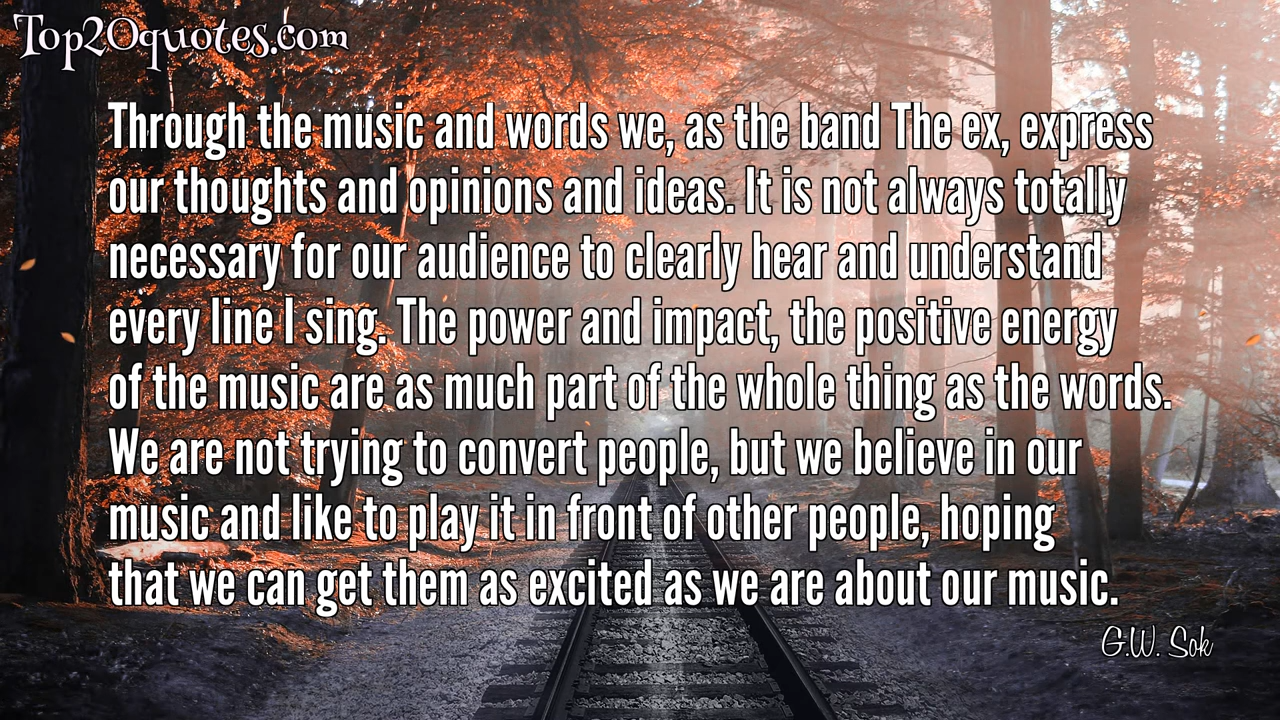 Top20quotes.com
Through the music and words we, as the band The ex, express
our thoughts and opinions and ideas. It is not always totally
necessary for our audience to clearly hear and understand
every line I sing. The power and impact, the positive energy
of the music are as much part of the whole thing as the words.
We are not trying to convert people, but we believe in our
music and like to play it in front of other people, hoping
that we can get them as excited as we are about our music.
G.W. Sok